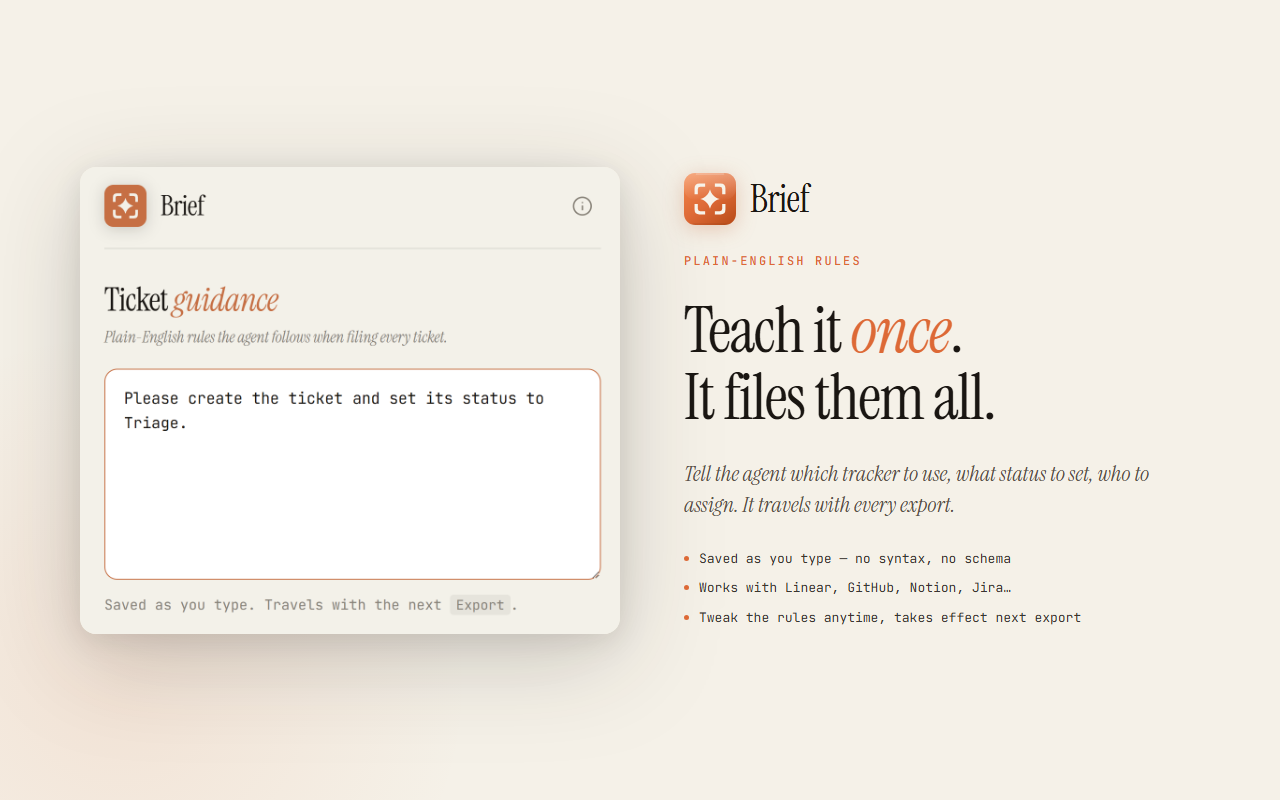 Brief
Ticket guidance
Plain-English rules the agent follows when filing every ticket.
Please create the ticket and set its status to
Triage.
Saved as you type. Travels with the next Export.
Brief
PLAIN-ENGLISH RULES
Teach it once.
It files them all.
Tell the agent which tracker to use, what status to set, who to
assign. It travels with every export.
• Saved as you type — no syntax, no schema
• Works with Linear, GitHub, Notion, Jira…
• Tweak the rules anytime, takes effect next export